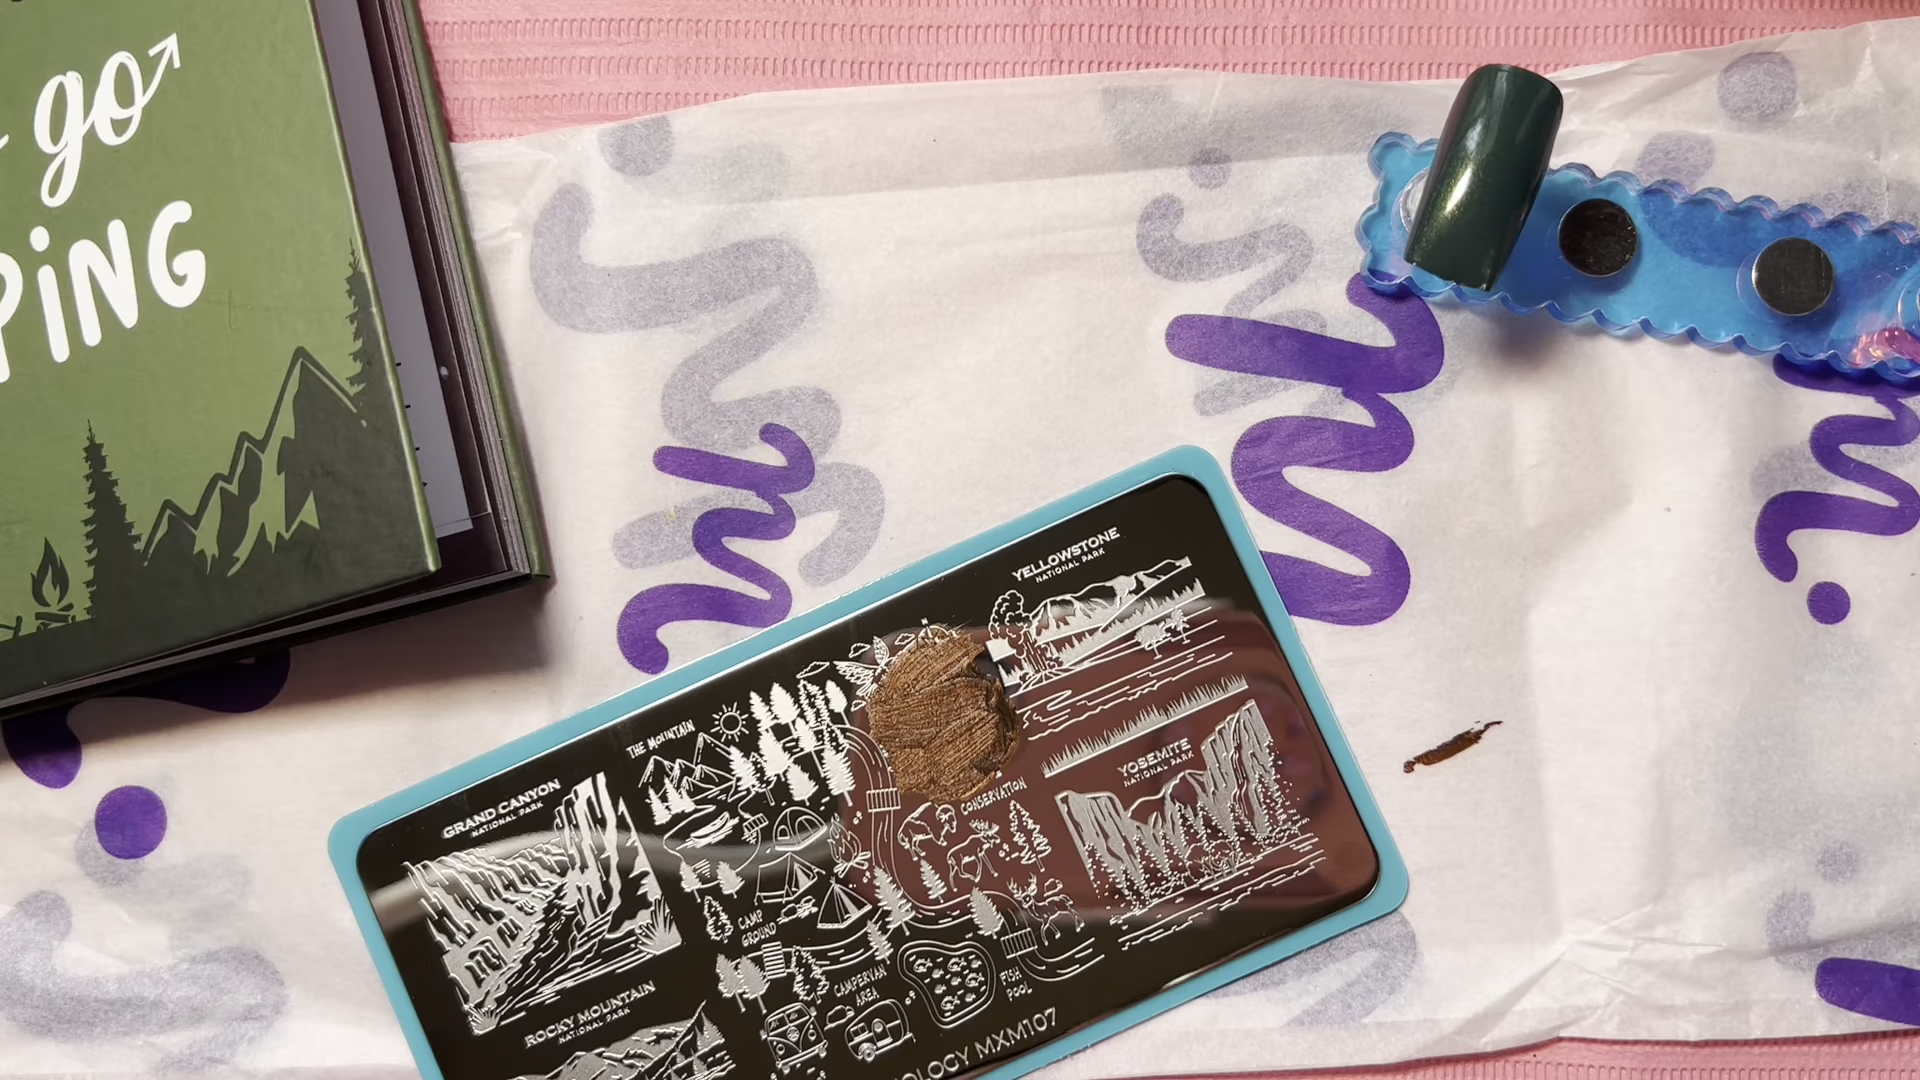 go
PiNG
YELLOWSTONE
NATIONAL PARK
THE MOUNTAIN
GRAND CANYON
NATIONAL PARK
YOSEMITE
NATIONAL PARK
CONSERVATION
CAMP
GROUND
CAMPERVAN
AREA
FISH
POOL
ROCKY MOUNTAIN
NATIONAL PARK
OLOGY MXM107